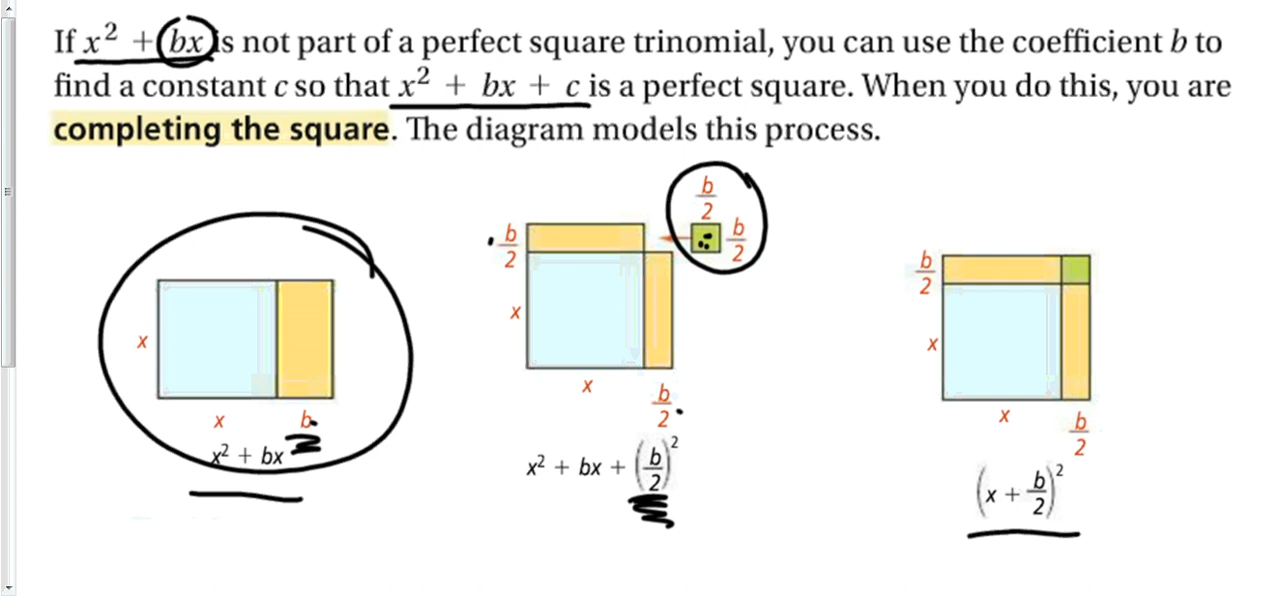 If x² + bx is not part of a perfect square trinomial, you can use the coefficient b to
find a constant c so that x² + bx + c is a perfect square. When you do this, you are
completing the square. The diagram models this process.
x
x b
x² + bx
b/2
x
x b/2
b/2 b/2
x² + bx + (b/2)²
b/2
x
x b/2
(x + b/2)²